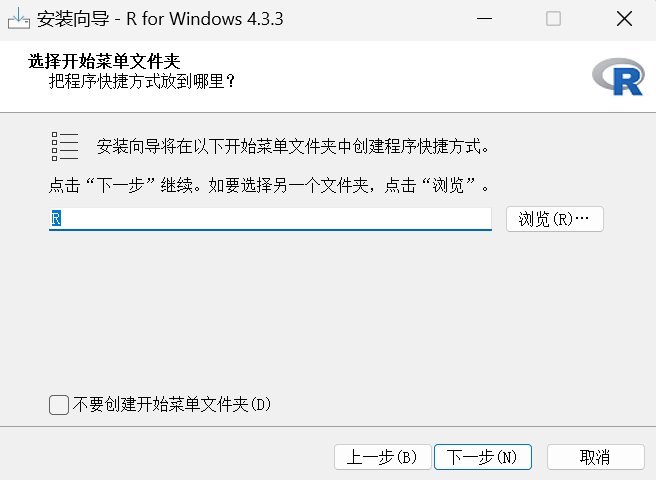 安装向导 - R for Windows 4.3.3
选择开始菜单文件夹
把程序快捷方式放到哪里？
R
安装向导将在以下开始菜单文件夹中创建程序快捷方式。
点击“下一步”继续。如要选择另一个文件夹，点击“浏览”。
R
浏览(R)…
不要创建开始菜单文件夹(D)
上一步(B)
下一步(N)
取消